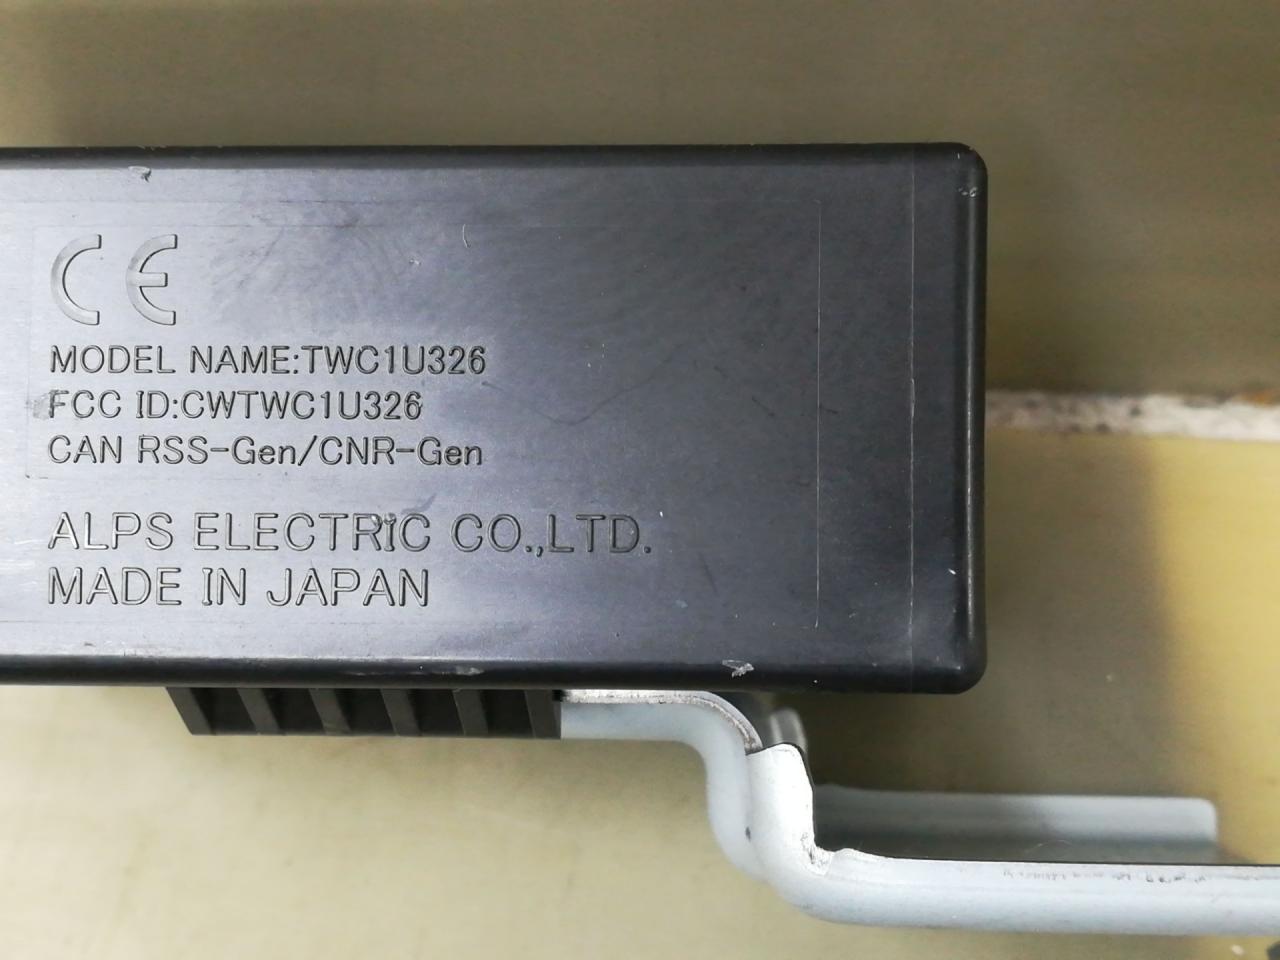 CE
MODEL NAME:TWC1U326
FCC ID:CWTWC1U326
CAN RSS-Gen/CNR-Gen
ALPS ELECTRIC CO.,LTD.
MADE IN JAPAN